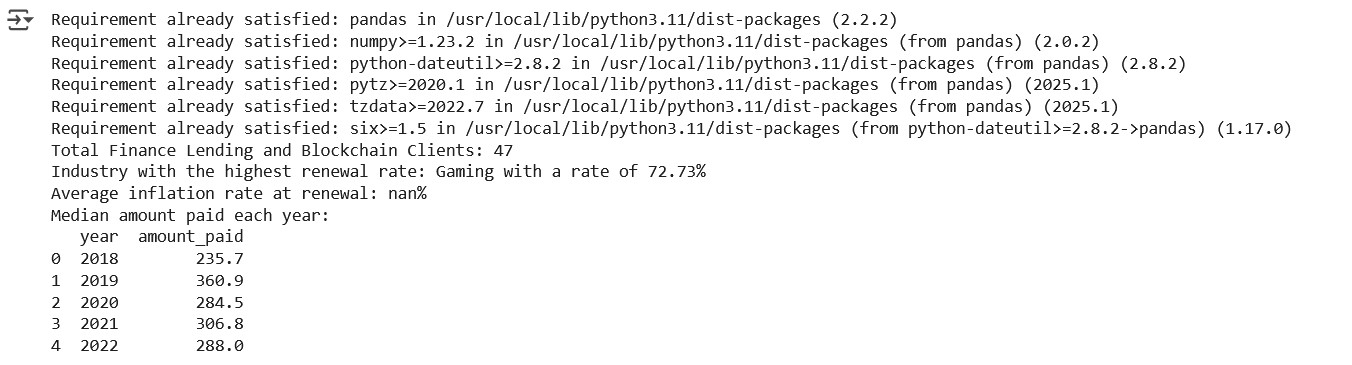 Requirement already satisfied: pandas in /usr/local/lib/python3.11/dist-packages (2.2.2)
Requirement already satisfied: numpy>=1.23.2 in /usr/local/lib/python3.11/dist-packages (from pandas) (2.0.2)
Requirement already satisfied: python-dateutil>=2.8.2 in /usr/local/lib/python3.11/dist-packages (from pandas) (2.8.2)
Requirement already satisfied: pytz>=2020.1 in /usr/local/lib/python3.11/dist-packages (from pandas) (2025.1)
Requirement already satisfied: tzdata>=2022.7 in /usr/local/lib/python3.11/dist-packages (from pandas) (2025.1)
Requirement already satisfied: six>=1.5 in /usr/local/lib/python3.11/dist-packages (from python-dateutil>=2.8.2->pandas) (1.17.0)
Total Finance Lending and Blockchain Clients: 47
Industry with the highest renewal rate: Gaming with a rate of 72.73%
Average inflation rate at renewal: nan%
Median amount paid each year:
   year  amount_paid
0  2018        235.7
1  2019        360.9
2  2020        284.5
3  2021        306.8
4  2022        288.0